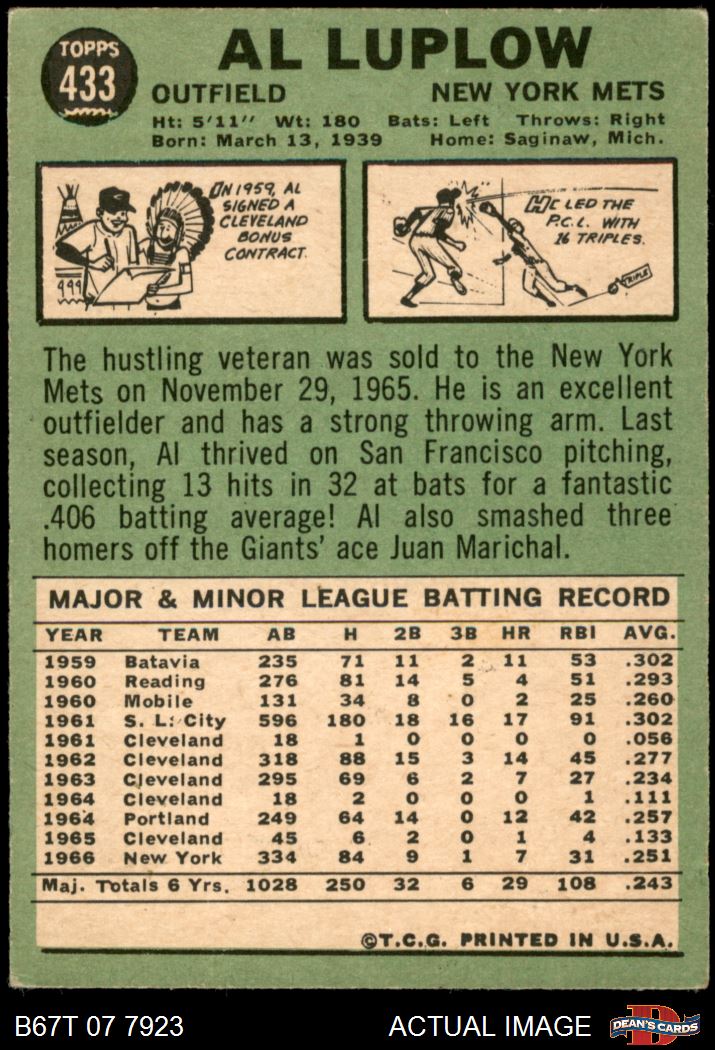 TOPPS
433
AL LUPLOW
OUTFIELD NEW YORK METS
Ht: 5'11" Wt: 180 Bats: Left Throws: Right
Born: March 13, 1939 Home: Saginaw, Mich.
IN 1959, AL
SIGNED A
CLEVELAND
BONUS
CONTRACT.
HE LED THE
P.C.L. WITH
16 TRIPLES.
TRIPLE
The hustling veteran was sold to the New York
Mets on November 29, 1965. He is an excellent
outfielder and has a strong throwing arm. Last
season, Al thrived on San Francisco pitching,
collecting 13 hits in 32 at bats for a fantastic
.406 batting average! Al also smashed three
homers off the Giants' ace Juan Marichal.
MAJOR & MINOR LEAGUE BATTING RECORD
YEAR TEAM AB H 2B 3B HR RBI AVG.
1959 Batavia 235 71 11 2 11 53 .302
1960 Reading 276 81 14 5 4 51 .293
1960 Mobile 131 34 8 0 2 25 .260
1961 S. L. City 596 180 18 16 17 91 .302
1961 Cleveland 18 1 0 0 0 0 .056
1962 Cleveland 318 88 15 3 14 45 .277
1963 Cleveland 295 69 6 2 7 27 .234
1964 Cleveland 18 2 0 0 0 1 .111
1964 Portland 249 64 14 0 12 42 .257
1965 Cleveland 45 6 2 0 1 4 .133
1966 New York 334 84 9 1 7 31 .251
Maj. Totals 6 Yrs. 1028 250 32 6 29 108 .243
©T.C.G. PRINTED IN U.S.A.
B67T 07 7923 ACTUAL IMAGE
D
DEAN'S CARDS